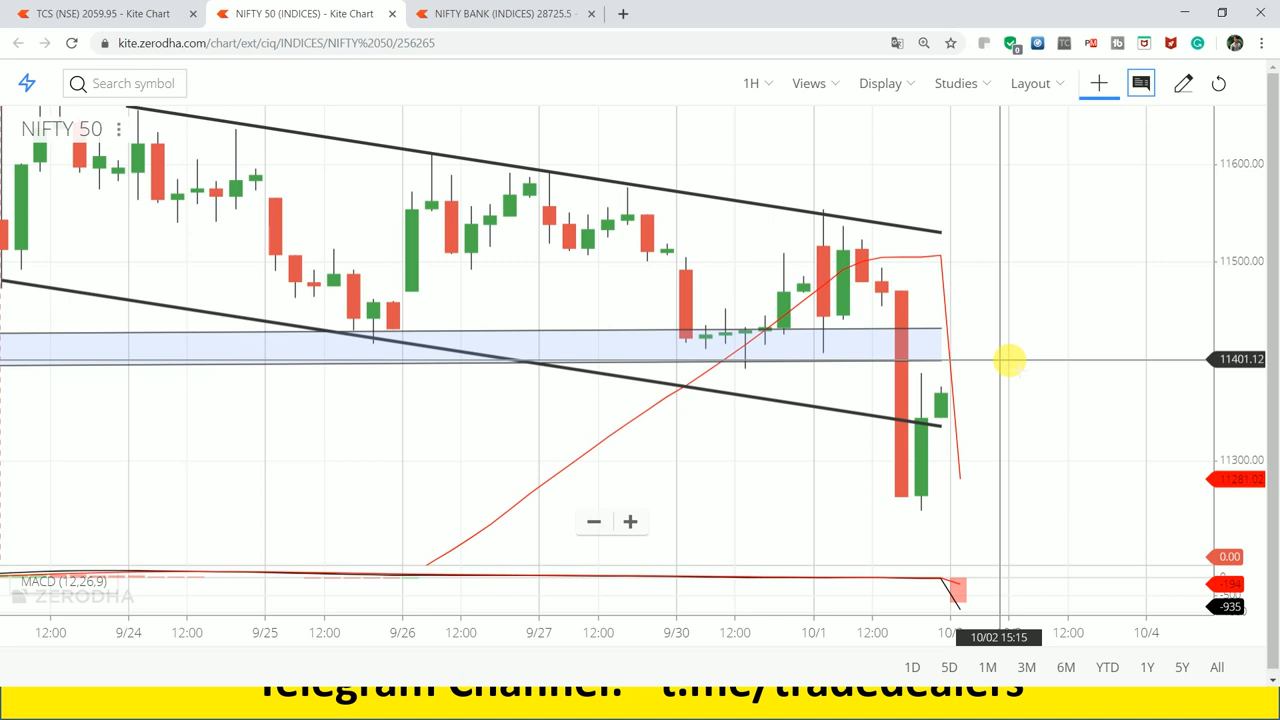 TCS (NSE) 2059.95 - Kite Chart
NIFTY 50 (INDICES) - Kite Chart
NIFTY BANK (INDICES) 28725.5 -
kite.zerodha.com/chart/ext/ciq/INDICES/NIFTY%2050/256265
Search symbol
1H
Views
Display
Studies
Layout
NIFTY 50
11600.00
11500.00
11401.12
11300.00
11281.02
0.00
MACD (12,26,9)
ZERODHA
-194
-935
12:00 9/24 12:00 9/25 12:00 9/26 12:00 9/27 12:00 9/30 12:00 10/1 12:00 12:00 10/4
10/02 15:15
1D 5D 1M 3M 6M YTD 1Y 5Y All
Telegram Channel: t.me/tradedealers